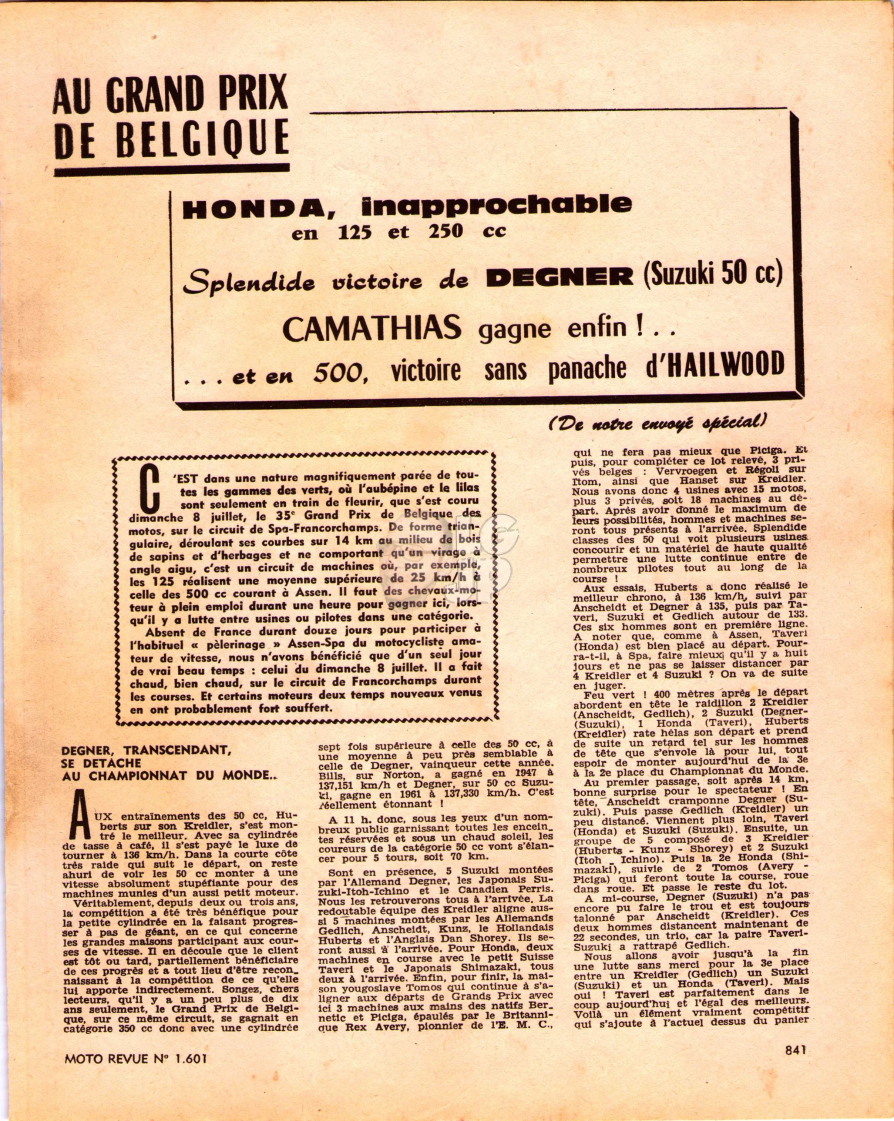 AU GRAND PRIX
DE BELGIQUE
HONDA, inapprochable
en 125 et 250 cc
Splendide victoire de DEGNER (Suzuki 50 cc)
CAMATHIAS gagne enfin ! . .
. . . et en 500, victoire sans panache d'HAILWOOD
(De notre envoyé spécial)
C'EST dans une nature magnifiquement parée de tou-
tes les gammes des verts, où l'aubépine et le lilas
sont seulement en train de fleurir, que s'est couru
dimanche 8 juillet, le 35e Grand Prix de Belgique des
motos, sur le circuit de Spa-Francorchamps. De forme trian-
gulaire, déroulant ses courbes sur 14 km au milieu de bois
de sapins et d'herbages et ne comportant qu'un virage à
angle aigu, c'est un circuit de machines où, par exemple,
les 125 réalisent une moyenne supérieure de 25 km/h à
celle des 500 cc courant à Assen. Il faut des chevaux-mo-
teur à plein emploi durant une heure pour gagner ici, lors-
qu'il y a lutte entre usines ou pilotes dans une catégorie.
Absent de France durant douze jours pour participer à
l'habituel « pèlerinage » Assen-Spa du motocycliste ama-
teur de vitesse, nous n'avons bénéficié que d'un seul jour
de vrai beau temps : celui du dimanche 8 juillet. Il a fait
chaud, bien chaud, sur le circuit de Francorchamps durant
les courses. Et certains moteurs deux temps nouveaux venus
en ont probablement fort souffert.
DEGNER, TRANSCENDANT,
SE DETACHE
AU CHAMPIONNAT DU MONDE..
AUX entraînements des 50 cc, Hu-
berts sur son Kreidler, s'est mon-
tré le meilleur. Avec sa cylindrée
de tasse à café, il s'est payé le luxe de
tourner à 136 km/h. Dans la courte côte
très raide qui suit le départ, on reste
ahuri de voir les 50 cc monter à une
vitesse absolument stupéfiante pour des
machines munies d'un aussi petit moteur.
Véritablement, depuis deux ou trois ans,
la compétition a été très bénéfique pour
la petite cylindrée en la faisant progres-
ser à pas de géant, en ce qui concerne
les grandes maisons participant aux cour-
ses de vitesse. Il en découle que le client
est tôt ou tard, partiellement bénéficiaire
de ces progrès et a tout lieu d'être recon_
naissant à la compétition de ce qu'elle
lui apporte indirectement. Songez, chers
lecteurs, qu'il y a un peu plus de dix
ans seulement, le Grand Prix de Belgi-
que, sur ce même circuit, se gagnait en
catégorie 350 cc donc avec une cylindrée
sept fois supérieure à celle des 50 cc, à
une moyenne à peu près semblable à
celle de Degner, vainqueur cette année.
Bills, sur Norton, a gagné en 1947 à
137,151 km/h et Degner, sur 50 cc Suzu-
ki, gagne en 1961 à 137,330 km/h. C'est
réellement étonnant !
A 11 h. donc, sous les yeux d'un nom-
breux public garnissant toutes les encein_
tes réservées et sous un chaud soleil, les
coureurs de la catégorie 50 cc vont s'élan-
cer pour 5 tours, soit 70 km.
Sont en présence, 5 Suzuki montées
par l'Allemand Degner, les Japonais Su-
zuki-Itoh-Ichino et le Canadien Perris.
Nous les retrouverons tous à l'arrivée. La
redoutable équipe des Kreidler aligne aus-
si 5 machines montées par les Allemands
Gedlich, Anscheidt, Kunz, le Hollandais
Huberts et l'Anglais Dan Shorey. Ils se-
ront aussi à l'arrivée. Pour Honda, deux
machines en course avec le petit Suisse
Taveri et le Japonais Shimazaki, tous
deux à l'arrivée. Enfin, pour finir, la mai-
son yougoslave Tomos qui continue à s'a-
ligner aux départs de Grands Prix avec
ici 3 machines aux mains des natifs Ber_
netic et Piciga, épaulés par le Britanni-
que Rex Avery, pionnier de l'E. M. C.,
qui ne fera pas mieux que Piciga. Et
puis, pour compléter ce lot relevé, 3 pri-
vés belges : Vervroegen et Régoli sur
Itom, ainsi que Hanset sur Kreidler.
Nous avons donc 4 usines avec 15 motos,
plus 3 privés, soit 18 machines au dé-
part. Après avoir donné le maximum de
leurs possibilités, hommes et machines se-
ront tous présents à l'arrivée. Splendide
classes des 50 qui voit plusieurs usines
concourir et un matériel de haute qualité
permettre une lutte continue entre de
nombreux pilotes tout au long de la
course !
Aux essais, Huberts a donc réalisé le
meilleur chrono, à 136 km/h, suivi par
Anscheidt et Degner à 135, puis par Ta-
veri, Suzuki et Gedlich autour de 133.
Ces six hommes sont en première ligne.
A noter que, comme à Assen, Taveri
(Honda) est bien placé au départ. Pour-
ra-t-il, à Spa, faire mieux qu'il y a huit
jours et ne pas se laisser distancer par
4 Kreidler et 4 Suzuki ? On va de suite
en juger.
Feu vert ! 400 mètres après le départ
abordent en tête le raidillon 2 Kreidler
(Anscheidt, Gedlich), 2 Suzuki (Degner-
(Suzuki), 1 Honda (Taveri), Huberts
(Kreidler) rate hélas son départ et prend
de suite un retard tel sur les hommes
de tête que s'envole là pour lui, tout
espoir de monter aujourd'hui de la 3e
à la 2e place du Championnat du Monde.
Au premier passage, soit après 14 km,
bonne surprise pour le spectateur ! En
tête, Anscheidt cramponne Degner (Su-
zuki). Puis passe Gedlich (Kreidler) un
peu distancé. Viennent plus loin, Taveri
(Honda) et Suzuki (Suzuki). Ensuite, un
groupe de 5 composé de 3 Kreidler
(Huberts - Kunz - Shorey) et 2 Suzuki
(Itoh _ Ichino). Puis la 2e Honda (Shi-
mazaki), suivie de 2 Tomos (Avery -
Piciga) qui feront toute la course, roue
dans roue. Et passe le reste du lot.
A mi-course, Degner (Suzuki) n'a pas
encore pu faire le trou et est toujours
talonné par Anscheidt (Kreidler). Ces
deux hommes distancent maintenant de
22 secondes, un trio, car la paire Taveri-
Suzuki a rattrapé Gedlich.
Nous allons avoir jusqu'à la fin
une lutte sans merci pour la 3e place
entre un Kreidler (Gedlich) un Suzuki
(Suzuki) et un Honda (Taveri). Mais
oui ! Taveri est parfaitement dans le
coup aujourd'hui et l'égal des meilleurs.
Voilà un élément vraiment compétitif
qui s'ajoute à l'actuel dessus du panier
MOTO REVUE N° 1.601
841